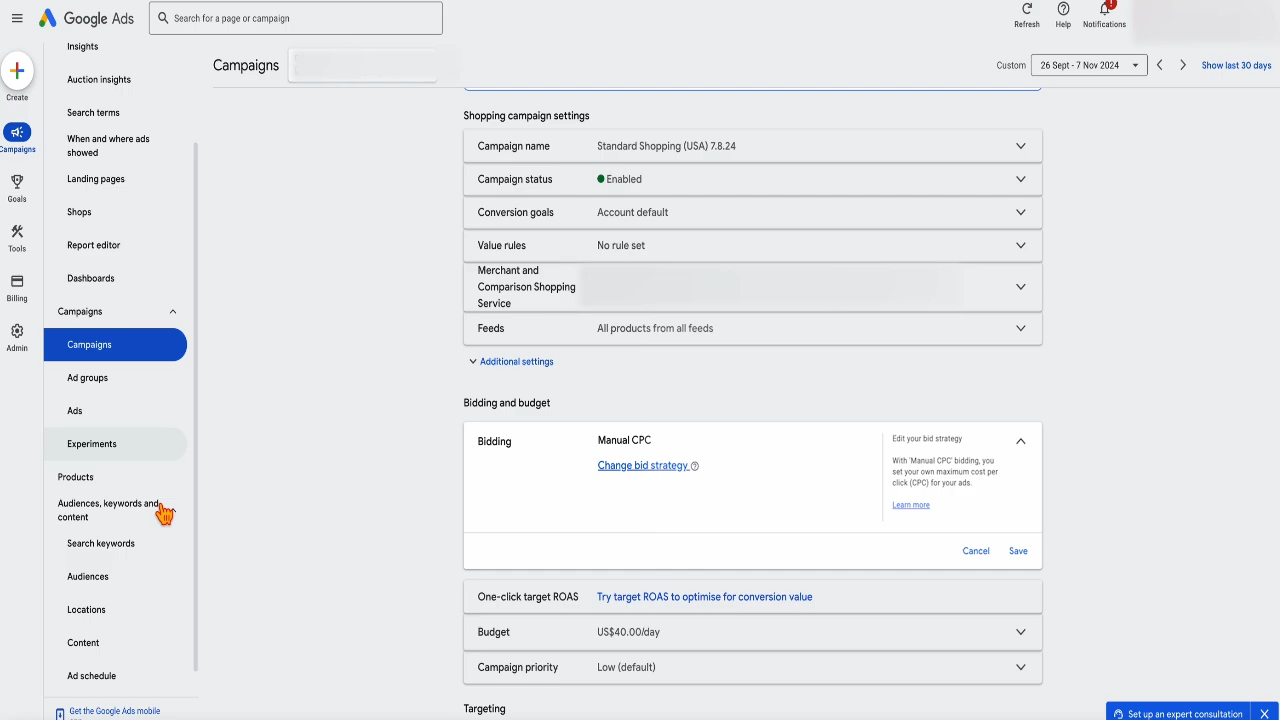 Google Ads
Search for a page or campaign
Refresh
Help
Notifications
Create
Campaigns
Goals
Tools
Billing
Admin
Insights
Auction insights
Search terms
When and where ads
showed
Landing pages
Shops
Report editor
Dashboards
Campaigns
Campaigns
Ad groups
Ads
Experiments
Products
Audiences, keywords and
content
Search keywords
Audiences
Locations
Content
Ad schedule
Get the Google Ads mobile
Campaigns
Custom
26 Sept - 7 Nov 2024
Show last 30 days
Shopping campaign settings
Campaign name
Standard Shopping (USA) 7.8.24
Campaign status
Enabled
Conversion goals
Account default
Value rules
No rule set
Merchant and
Comparison Shopping
Service
Feeds
All products from all feeds
Additional settings
Bidding and budget
Bidding
Manual CPC
Change bid strategy
Edit your bid strategy
With 'Manual CPC' bidding, you
set your own maximum cost per
click (CPC) for your ads.
Learn more
Cancel
Save
One-click target ROAS
Try target ROAS to optimise for conversion value
Budget
US$40.00/day
Campaign priority
Low (default)
Targeting
Set up an expert consultation